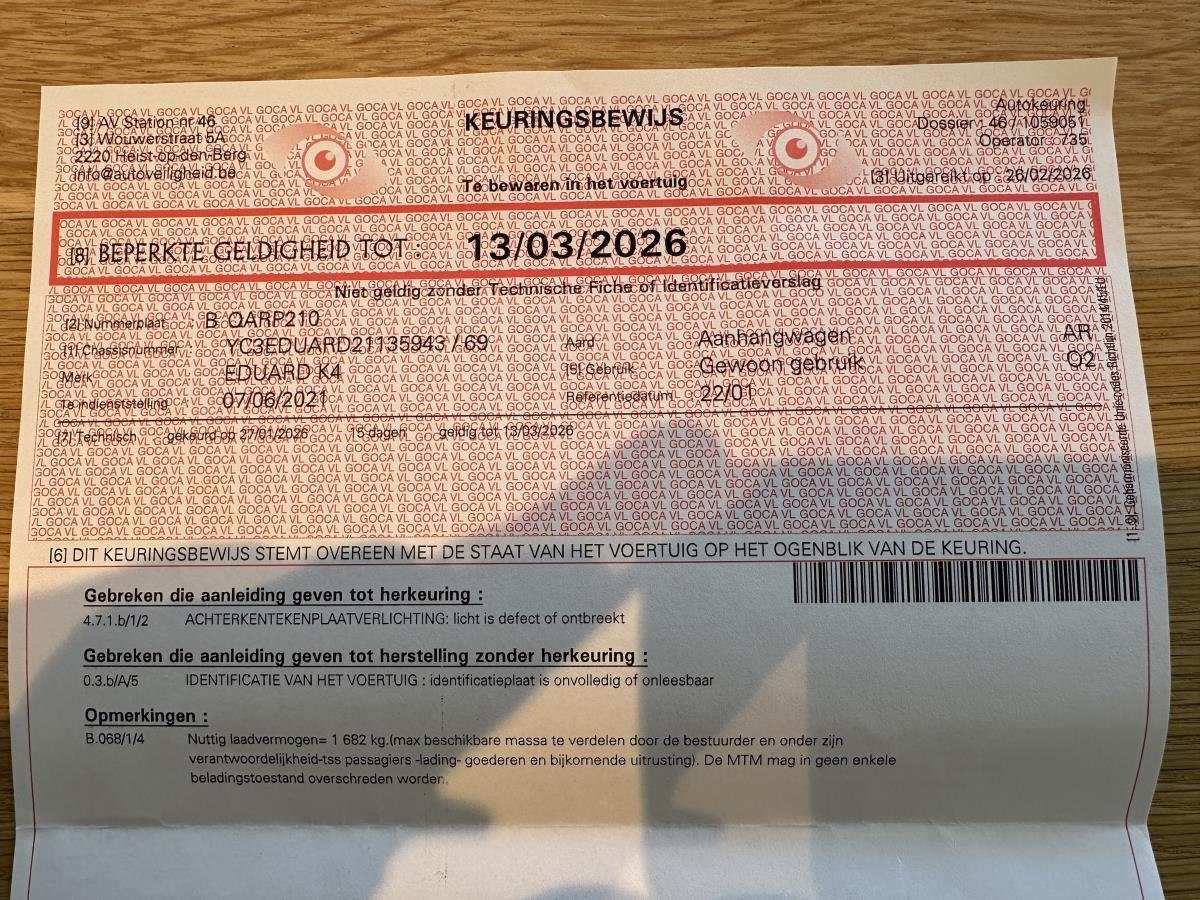 [9] AV Station nr 46
[3] Wouwerstraat 5A
2220 Heist-op-den-Berg
info@autoveiligheid.be
KEURINGSBEWIJS
Te bewaren in het voertuig
Autokeuring
Dossier : 46 / 1059051
Operator : 735
[3] Uitgereikt op : 26/02/2026
[8] BEPERKTE GELDIGHEID TOT : 13/03/2026
Niet geldig zonder Technische Fiche of Identificatieverslag
[2] Nummerplaat : B QARP210
[1] Chassisnummer : YC3EDUARD21135943 / 69
Aard Aanhangwagen AR
Merk EDUARD K4
[5] Gebruik Gewoon gebruik O2
1e indienststelling 07/06/2021
Referentiedatum 22/01
[7] Technisch gekeurd op 27/01/2026 15 dagen geldig tot 13/03/2026
[6] DIT KEURINGSBEWIJS STEMT OVEREEN MET DE STAAT VAN HET VOERTUIG OP HET OGENBLIK VAN DE KEURING.
Gebreken die aanleiding geven tot herkeuring :
4.7.1.b/1/2 ACHTERKENTEKENPLAATVERLICHTING: licht is defect of ontbreekt
Gebreken die aanleiding geven tot herstelling zonder herkeuring :
0.3.b/A/5 IDENTIFICATIE VAN HET VOERTUIG : identificatieplaat is onvolledig of onleesbaar
Opmerkingen :
B.068/1/4 Nuttig laadvermogen= 1 682 kg.(max beschikbare massa te verdelen door de bestuurder en onder zijn
verantwoordelijkheid-tss passagiers -lading- goederen en bijkomende uitrusting). De MTM mag in geen enkele
beladingstoestand overschreden worden.